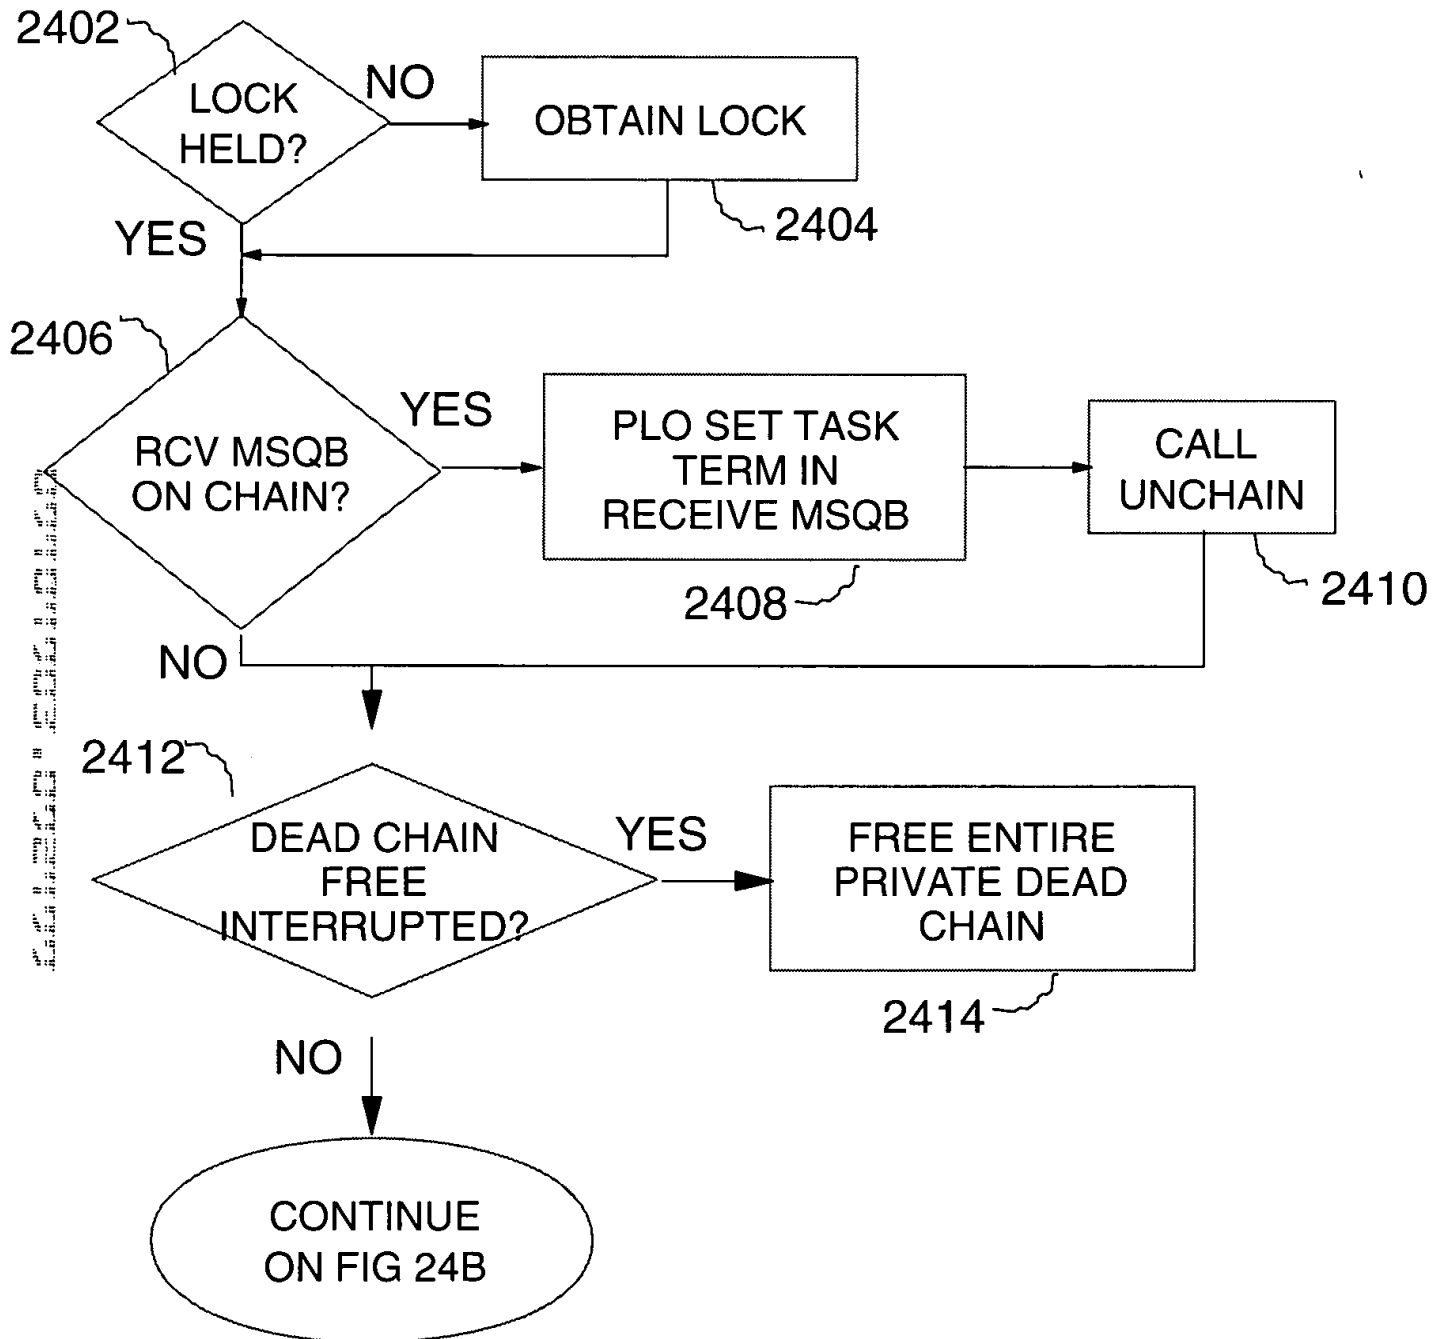 2402
LOCK
HELD?
NO
OBTAIN LOCK
2404
YES
2406
RCV MSQB
ON CHAIN?
YES
PLO SET TASK
TERM IN
RECEIVE MSQB
2408
CALL
UNCHAIN
2410
NO
2412
DEAD CHAIN
FREE
INTERRUPTED?
YES
FREE ENTIRE
PRIVATE DEAD
CHAIN
2414
NO
CONTINUE
ON FIG 24B